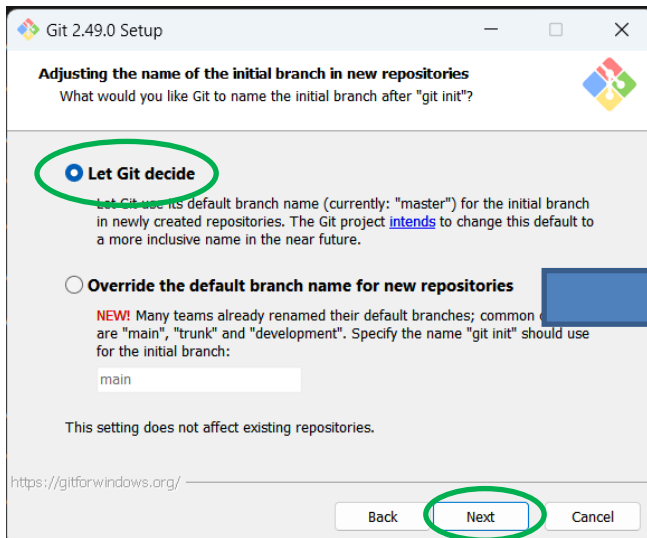 Git 2.49.0 Setup
Adjusting the name of the initial branch in new repositories
What would you like Git to name the initial branch after "git init"?
Let Git decide
Let Git use its default branch name (currently: "master") for the initial branch
in newly created repositories. The Git project intends to change this default to
a more inclusive name in the near future.
Override the default branch name for new repositories
NEW! Many teams already renamed their default branches; common
are "main", "trunk" and "development". Specify the name "git init" should use
for the initial branch:
main
This setting does not affect existing repositories.
https://gitforwindows.org/
Back Next Cancel